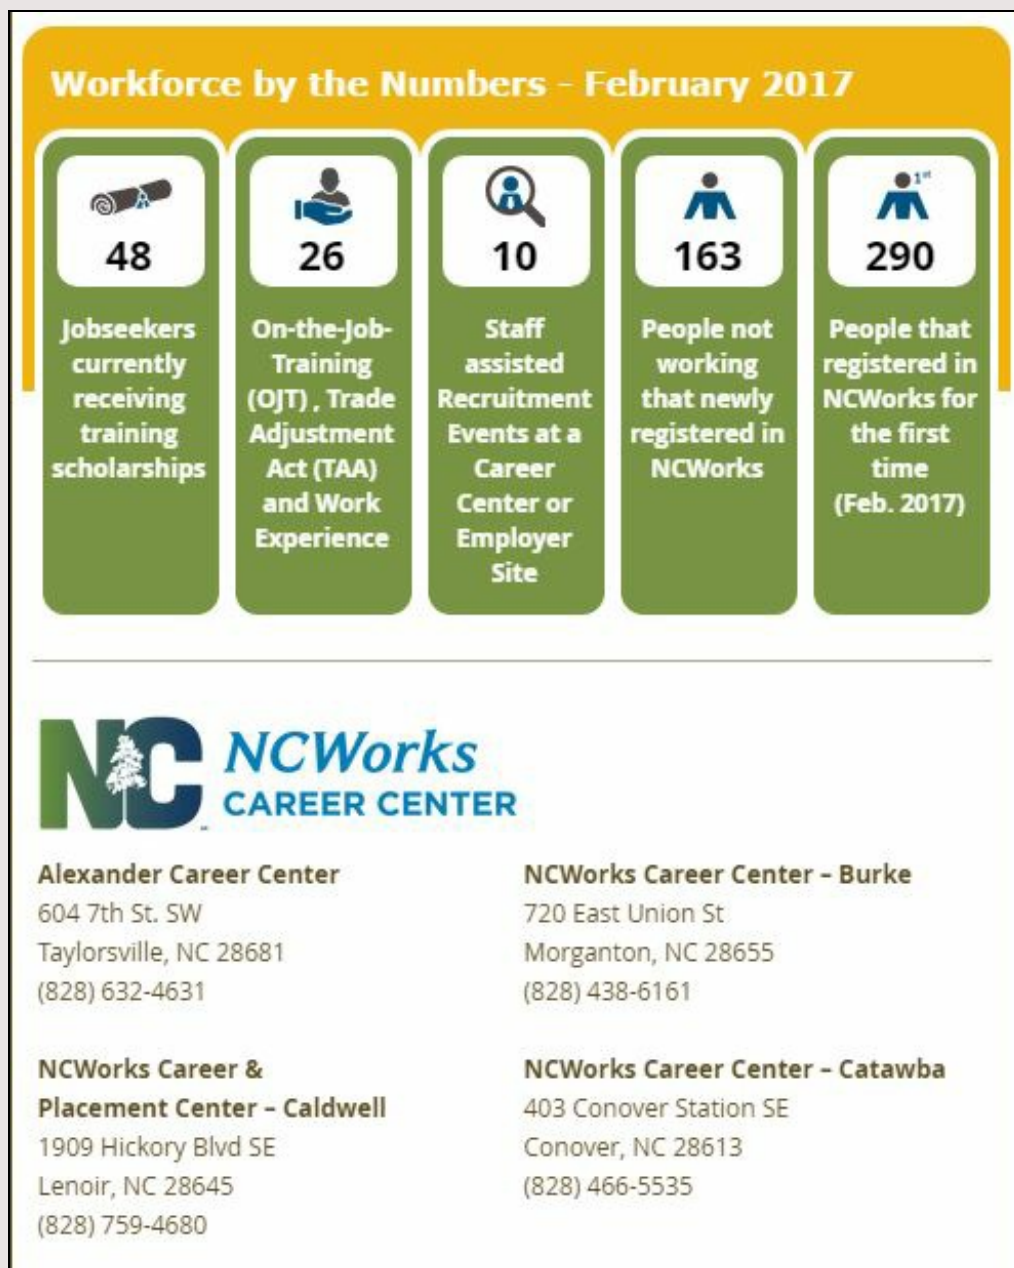 Workforce by the Numbers - February 2017
48
Jobseekers
currently
receiving
training
scholarships
26
On-the-Job-
Training
(OJT) , Trade
Adjustment
Act (TAA)
and Work
Experience
10
Staff
assisted
Recruitment
Events at a
Career
Center or
Employer
Site
163
People not
working
that newly
registered in
NCWorks
1st
290
People that
registered in
NCWorks for
the first
time
(Feb. 2017)
NC
NCWorks
CAREER CENTER
Alexander Career Center
604 7th St. SW
Taylorsville, NC 28681
(828) 632-4631
NCWorks Career Center – Burke
720 East Union St
Morganton, NC 28655
(828) 438-6161
NCWorks Career &
Placement Center – Caldwell
1909 Hickory Blvd SE
Lenoir, NC 28645
(828) 759-4680
NCWorks Career Center – Catawba
403 Conover Station SE
Conover, NC 28613
(828) 466-5535